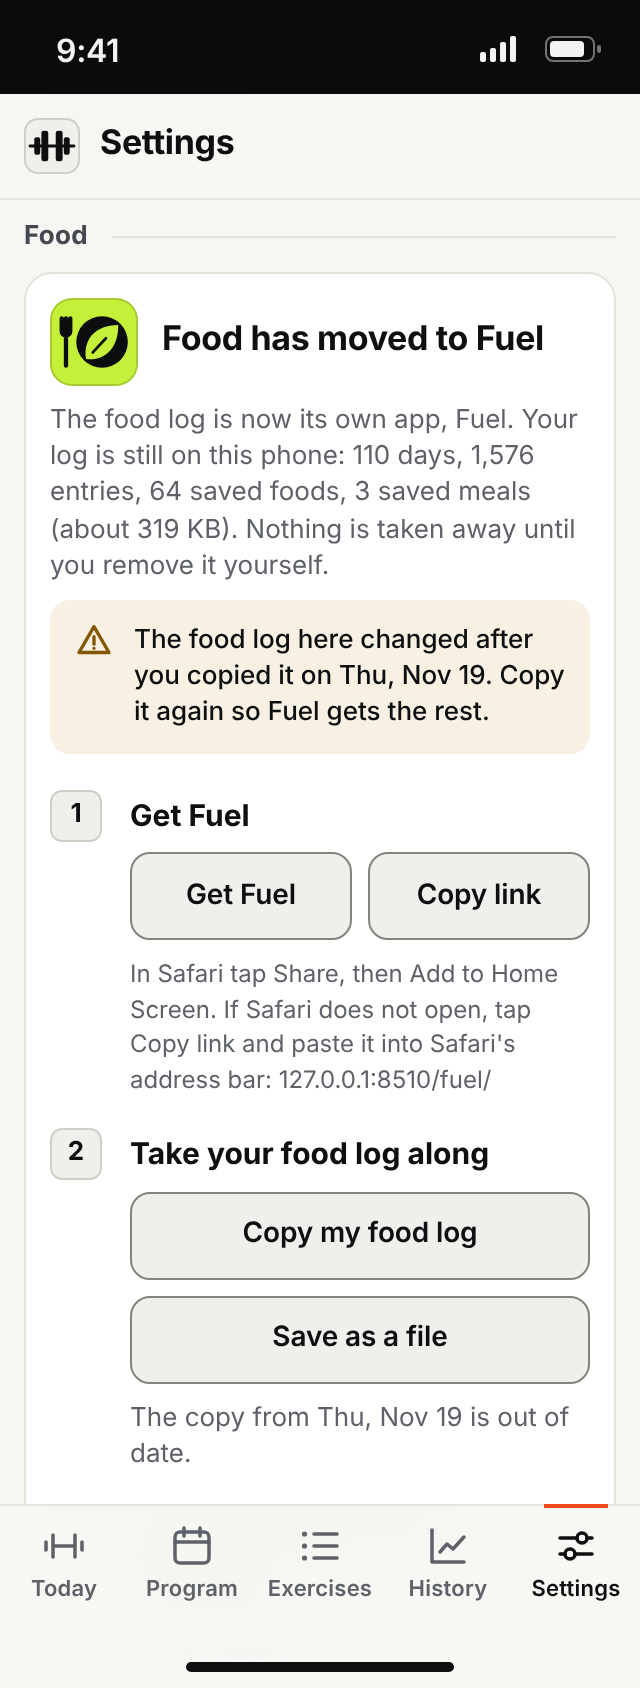 9:41
Settings
Food
Food has moved to Fuel
The food log is now its own app, Fuel. Your
log is still on this phone: 110 days, 1,576
entries, 64 saved foods, 3 saved meals
(about 319 KB). Nothing is taken away until
you remove it yourself.
The food log here changed after
you copied it on Thu, Nov 19. Copy
it again so Fuel gets the rest.
1
Get Fuel
Get Fuel
Copy link
In Safari tap Share, then Add to Home
Screen. If Safari does not open, tap
Copy link and paste it into Safari's
address bar: 127.0.0.1:8510/fuel/
2
Take your food log along
Copy my food log
Save as a file
The copy from Thu, Nov 19 is out of
date.
Today
Program
Exercises
History
Settings